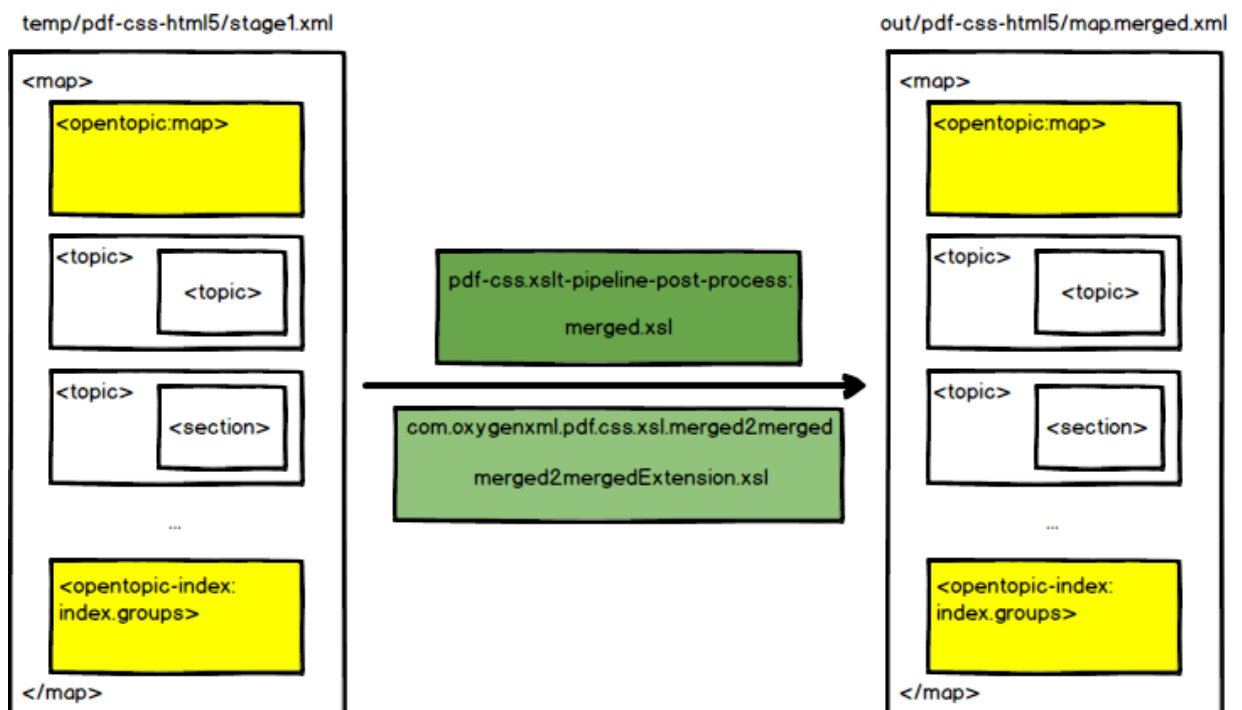 temp/pdf-css-html5/stage1.xml
<map>
<opentopic:map>
<topic>
<topic>
<topic>
<section>
...
<opentopic-index:
index.groups>
</map>
pdf-css.xslt-pipeline-post-process:
merged.xsl
com.oxygenxml.pdf.css.xsl.merged2merged
merged2mergedExtension.xsl
out/pdf-css-html5/map.merged.xml
<map>
<opentopic:map>
<topic>
<topic>
<topic>
<section>
...
<opentopic-index:
index.groups>
</map>